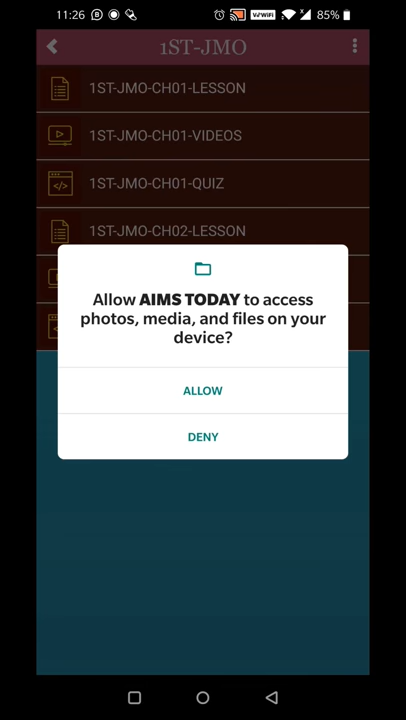 11:26
VoWiFi
85%
1ST-JMO
1ST-JMO-CH01-LESSON
1ST-JMO-CH01-VIDEOS
1ST-JMO-CH01-QUIZ
1ST-JMO-CH02-LESSON
Allow AIMS TODAY to access
photos, media, and files on your
device?
ALLOW
DENY